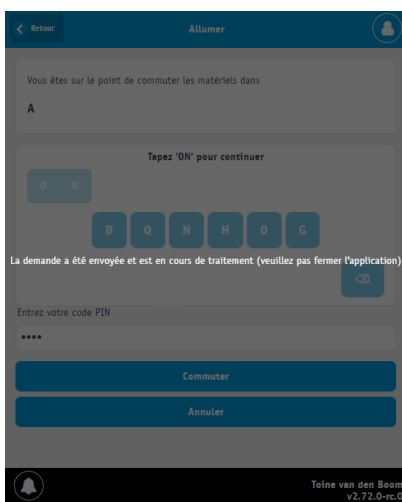 Retour
Allumer
Vous êtes sur le point de commuter les matériels dans
A
Tapez 'ON' pour continuer
O N
D Q N H O G
La demande a été envoyée et est en cours de traitement (veuillez pas fermer l'application)
Entrez votre code PIN
••••
Commuter
Annuler
Toine van den Boom
v2.72.0-rc.0